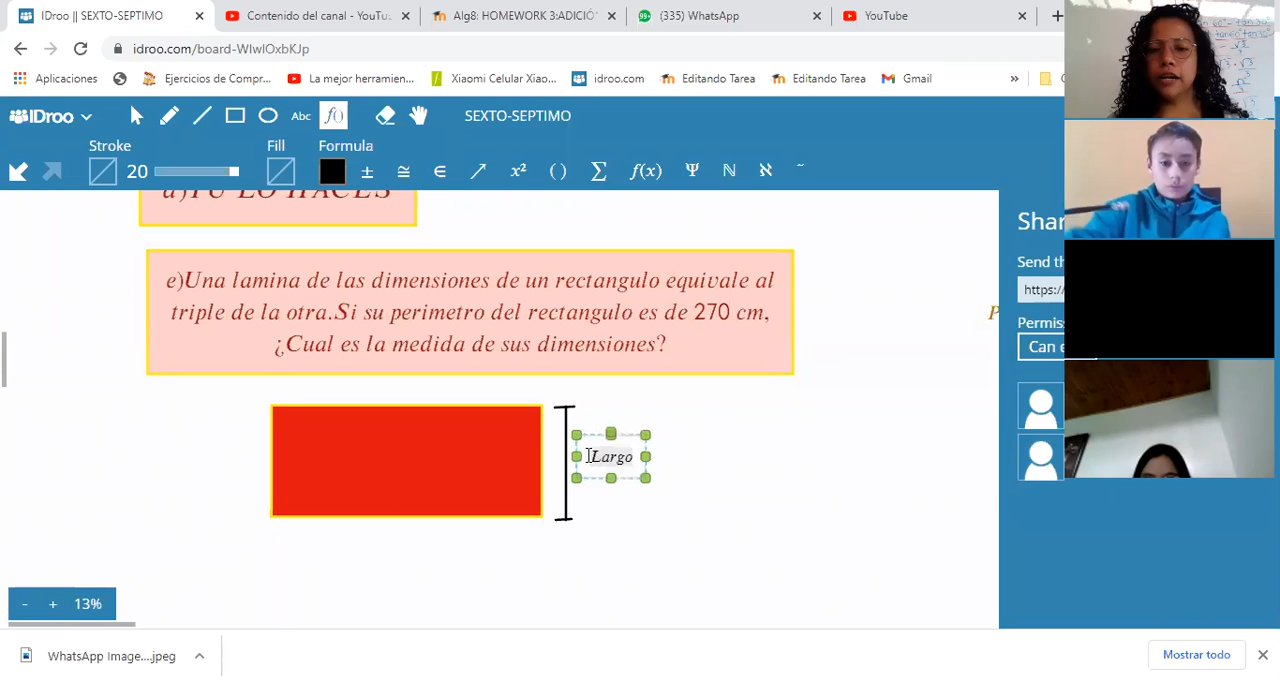 IDroo || SEXTO-SEPTIMO
Contenido del canal - YouTu
Alg8: HOMEWORK 3:ADICIÓ
(335) WhatsApp
YouTube
idroo.com/board-WIwIOxbKJp
Aplicaciones
Ejercicios de Compr...
La mejor herramien...
Xiaomi Celular Xiao...
idroo.com
Editando Tarea
Editando Tarea
Gmail
»
IDroo
Abc
f()
SEXTO-SEPTIMO
Stroke
Fill
Formula
20
± ≅ ∈ x² ( ) ∑ f(x) Ψ ℕ ℵ
e)Una lamina de las dimensiones de un rectangulo equivale al
triple de la otra.Si su perimetro del rectangulo es de 270 cm,
¿Cual es la medida de sus dimensiones?
Largo
P
Shar
Send th
https:/
Permiss
Can e
- + 13%
WhatsApp Image....jpeg
Mostrar todo